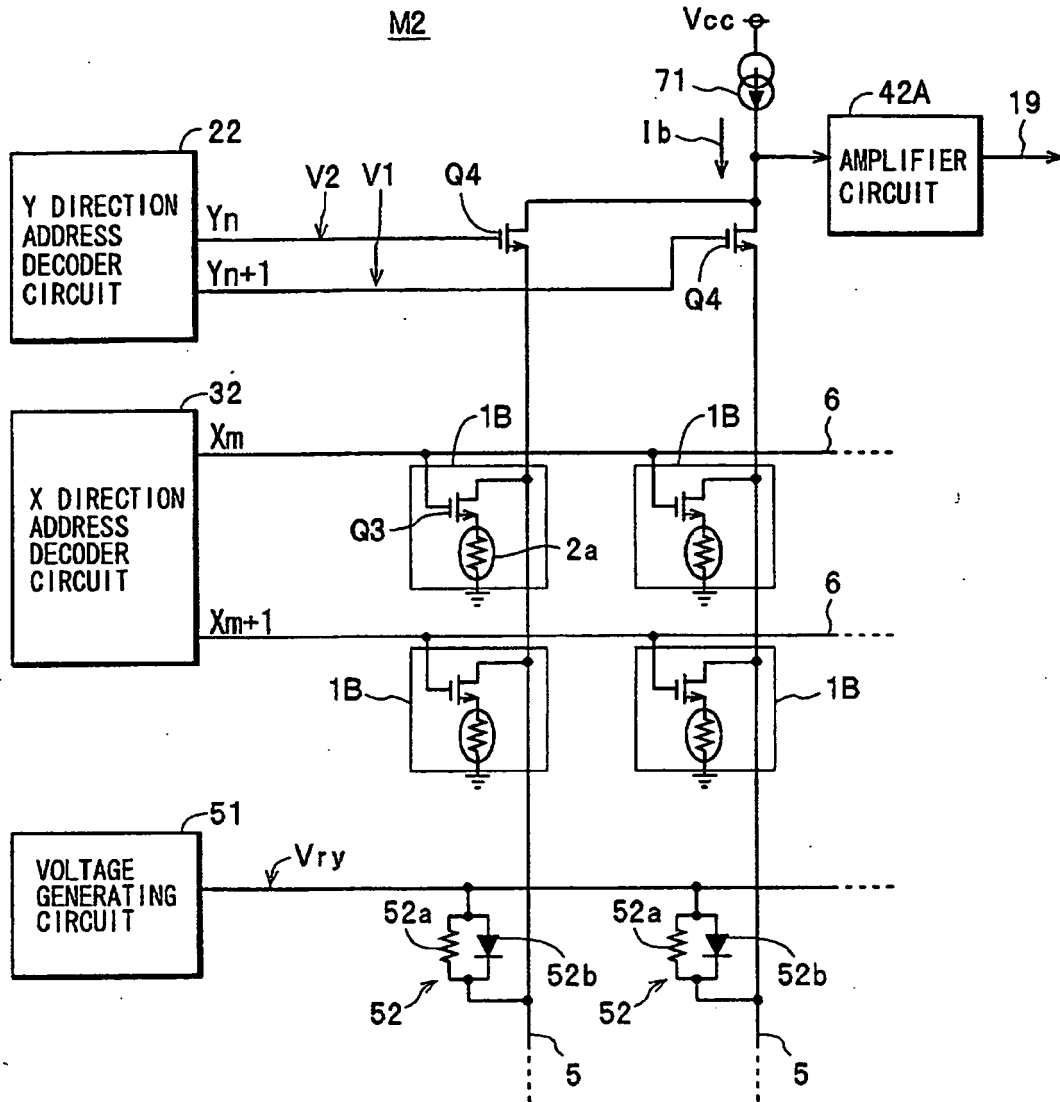 M2
Vcc
71
42A
19
Ib
AMPLIFIER
CIRCUIT
22
V2
V1
Q4
Y DIRECTION
ADDRESS
DECODER
CIRCUIT
Yn
Yn+1
Q4
32
Xm
1B
1B
6
X DIRECTION
ADDRESS
DECODER
CIRCUIT
Q3
2a
Xm+1
6
1B
1B
51
Vry
VOLTAGE
GENERATING
CIRCUIT
52a
52a
52b
52b
52
52
5
5